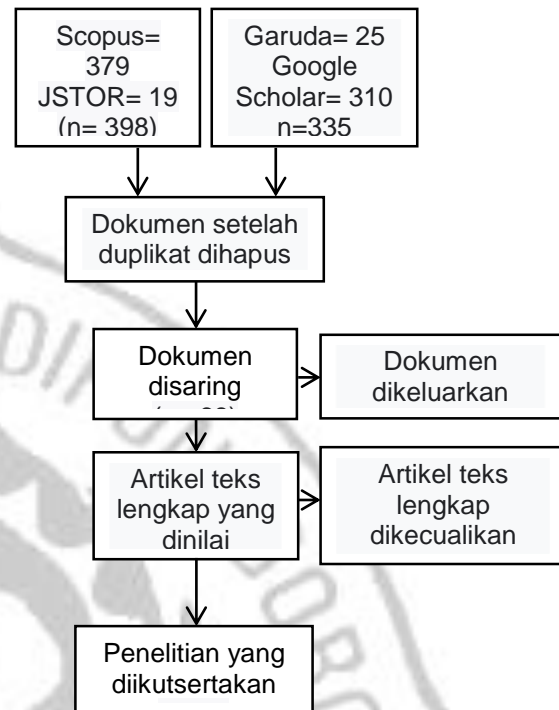 Scopus=
379
JSTOR= 19
(n= 398)
Garuda= 25
Google
Scholar= 310
n=335
Dokumen setelah
duplikat dihapus
Dokumen
disaring
Dokumen
dikeluarkan
Artikel teks
lengkap yang
dinilai
Artikel teks
lengkap
dikecualikan
Penelitian yang
diikutsertakan